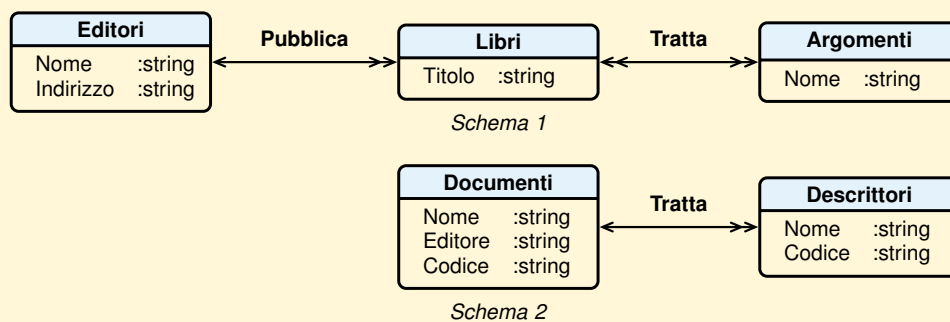 Editori
Nome :string
Indirizzo :string
Pubblica
Libri
Titolo :string
Tratta
Argomenti
Nome :string
Schema 1
Documenti
Nome :string
Editore :string
Codice :string
Tratta
Descrittori
Nome :string
Codice :string
Schema 2